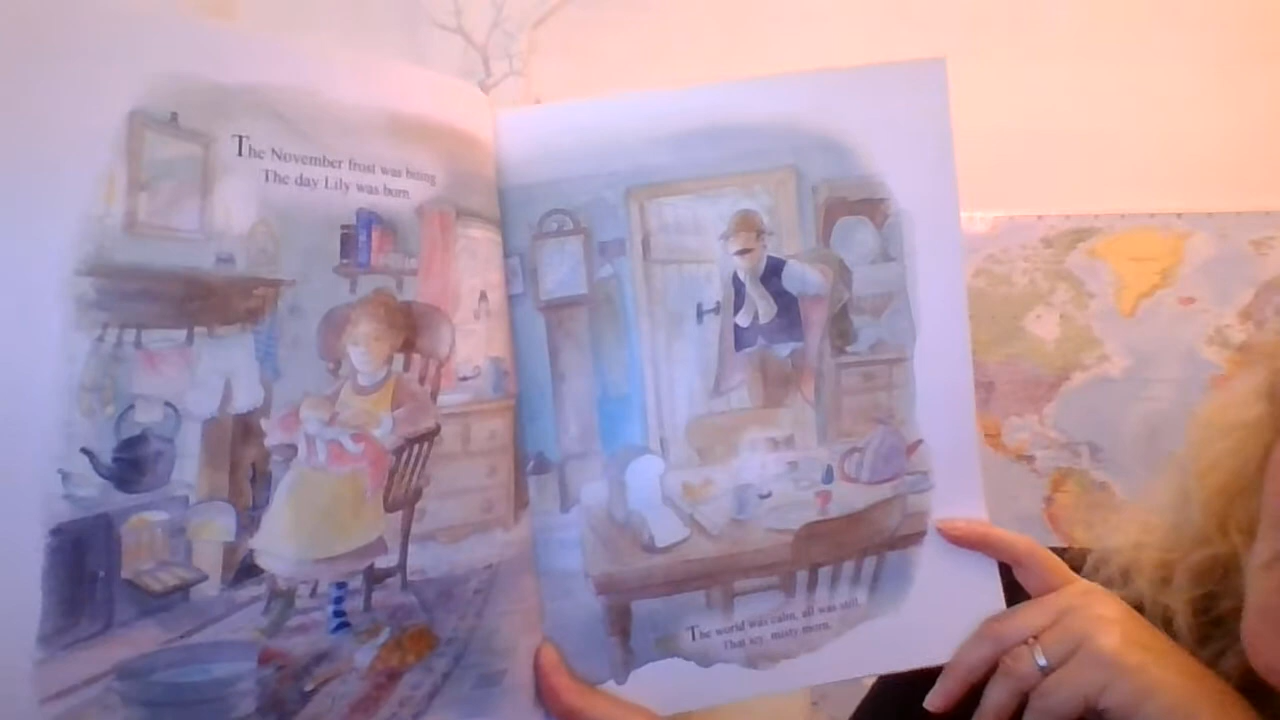 The November frost was being
The day Lily was born.
The world was calm, all was still,
That icy, misty morn.